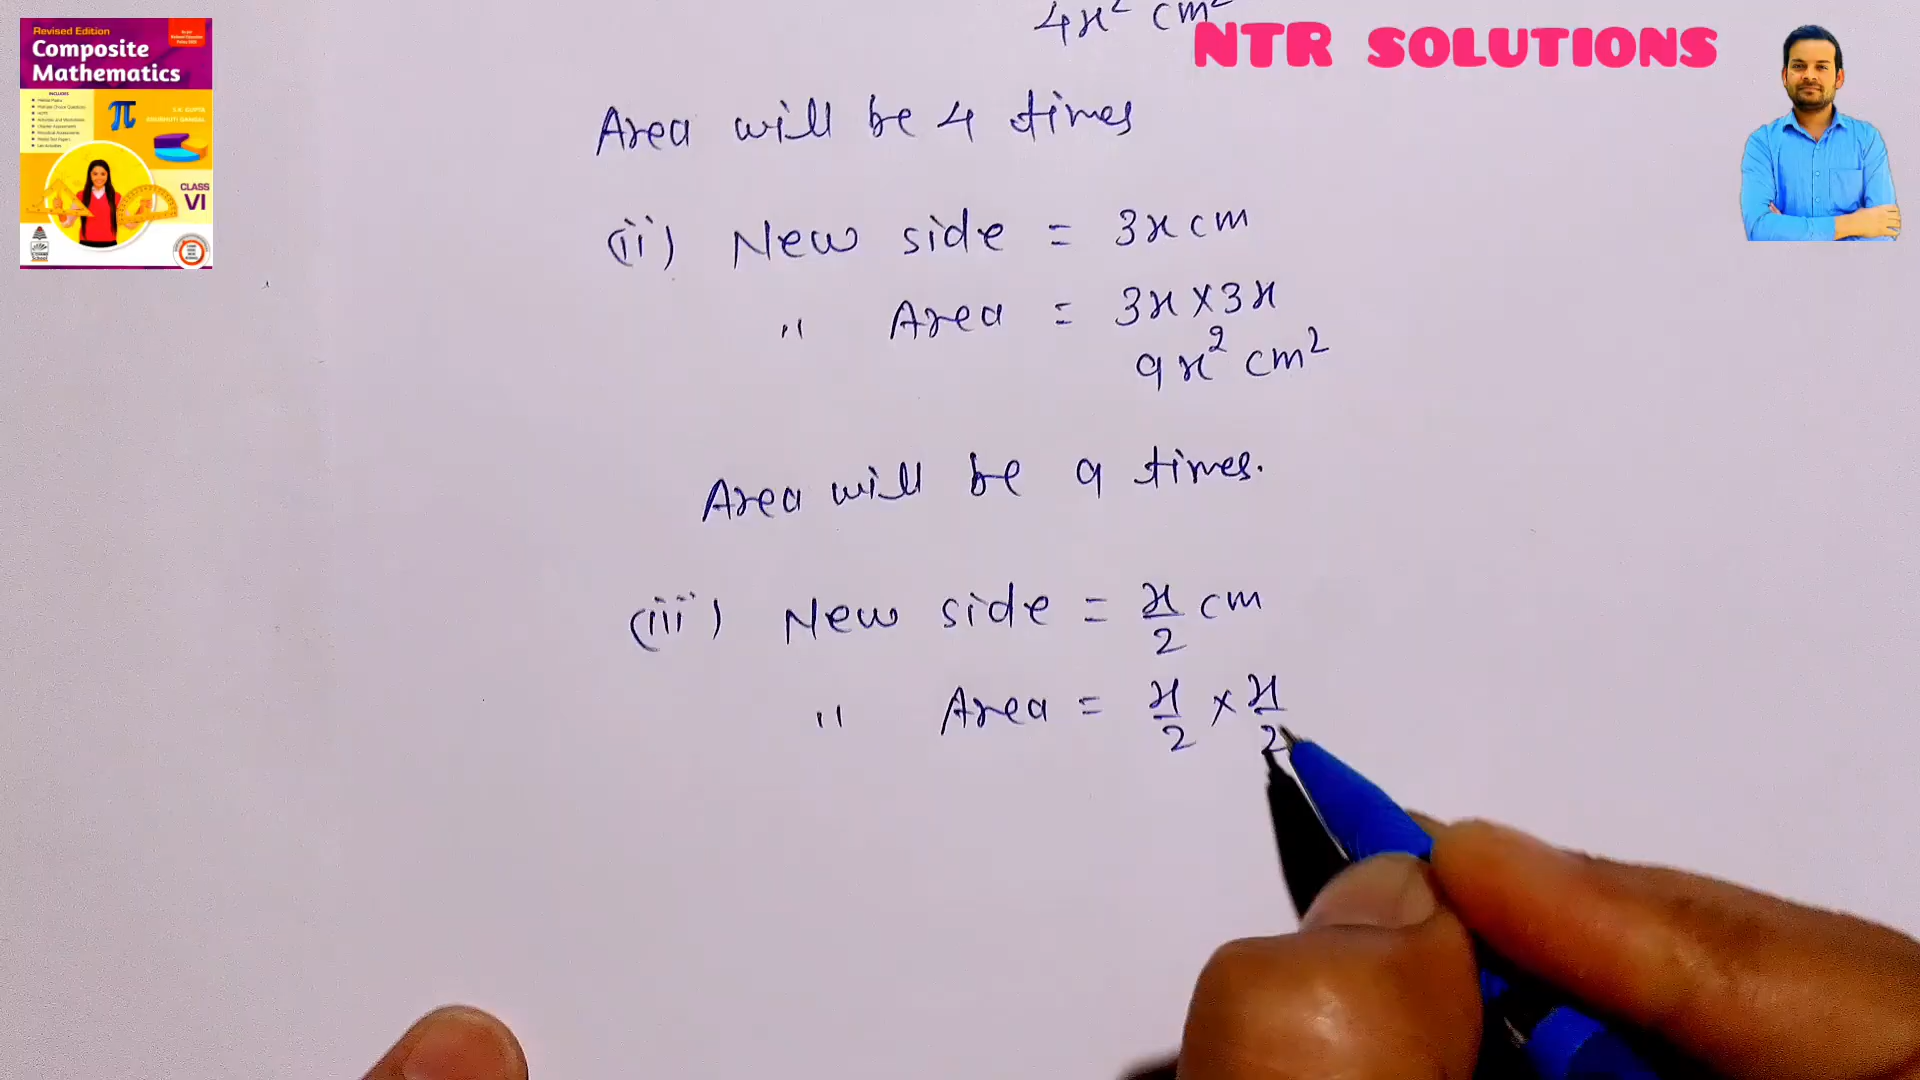 Revised Edition
Composite
Mathematics
CLASS
VI
NTR SOLUTIONS
4x² cm²
Area will be 4 times
(ii) New side = 3x cm
" Area = 3x × 3x
9x² cm²
Area will be 9 times.
(iii) New side = x/2 cm
" Area = x/2 × x/2